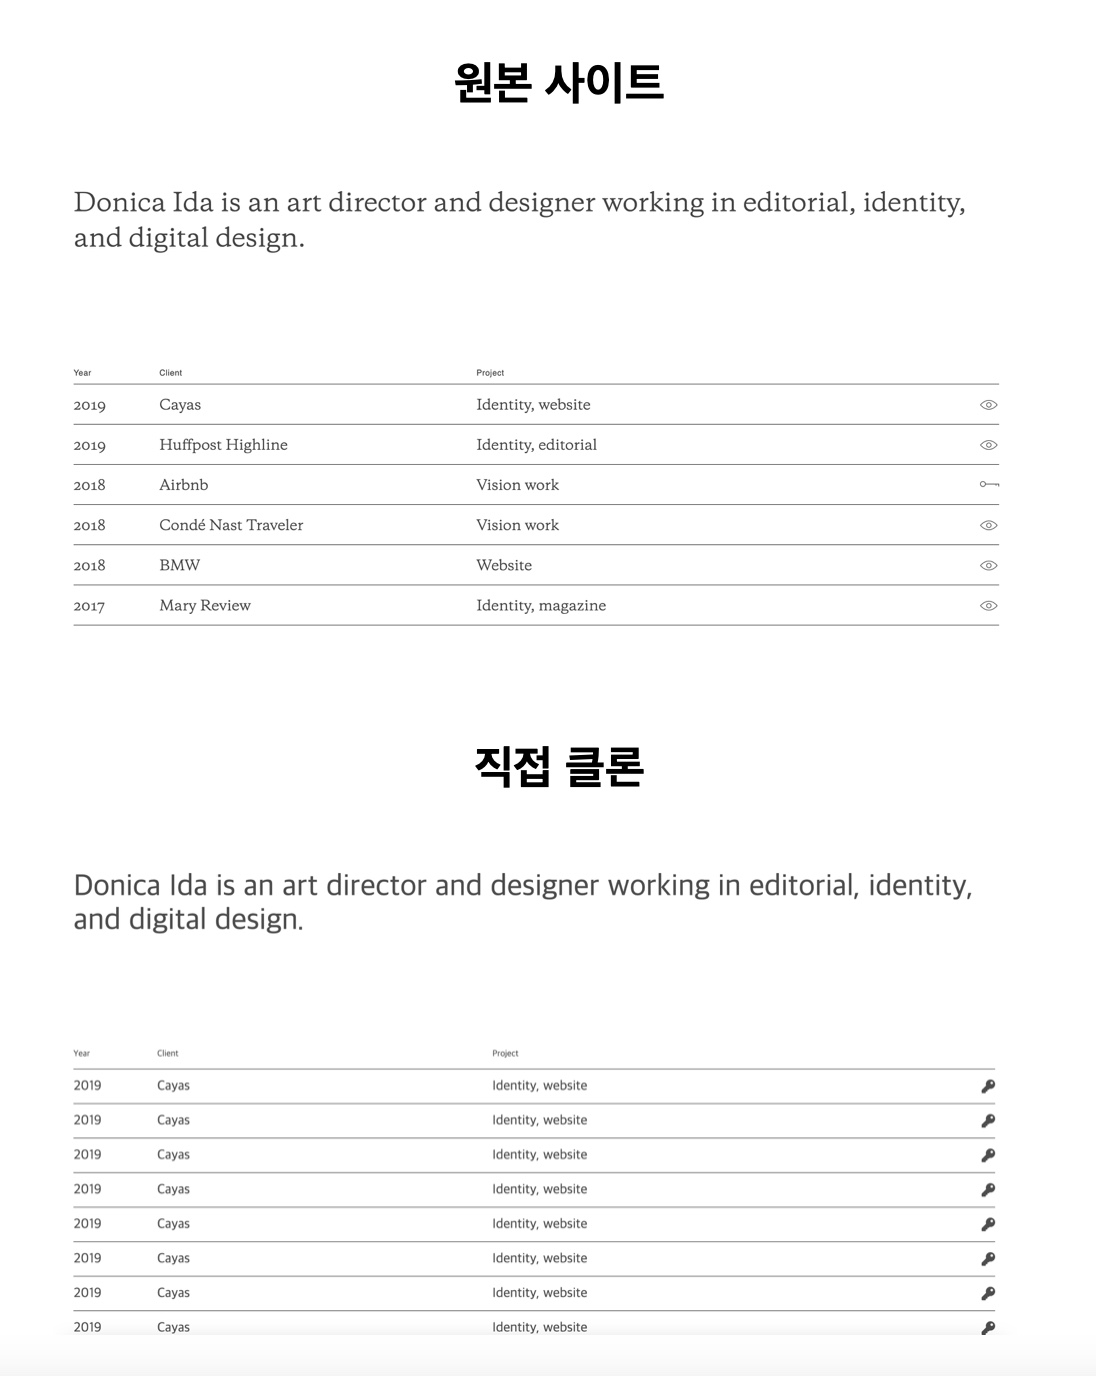 원본 사이트
Donica Ida is an art director and designer working in editorial, identity,
and digital design.
Year Client Project
2019 Cayas Identity, website
2019 Huffpost Highline Identity, editorial
2018 Airbnb Vision work
2018 Condé Nast Traveler Vision work
2018 BMW Website
2017 Mary Review Identity, magazine
직접 클론
Donica Ida is an art director and designer working in editorial, identity,
and digital design.
Year Client Project
2019 Cayas Identity, website
2019 Cayas Identity, website
2019 Cayas Identity, website
2019 Cayas Identity, website
2019 Cayas Identity, website
2019 Cayas Identity, website
2019 Cayas Identity, website
2019 Cayas Identity, website